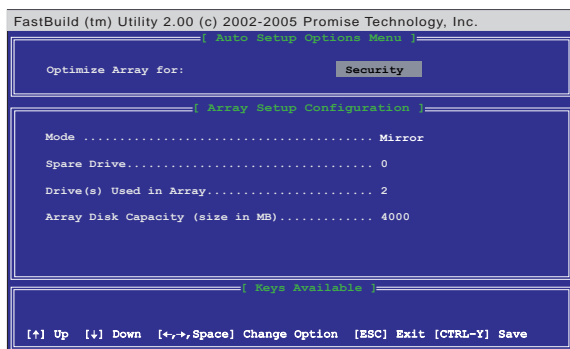 FastBuild (tm) Utility 2.00 (c) 2002-2005 Promise Technology, Inc.
[ Auto Setup Options Menu ]
Optimize Array for: Security
[ Array Setup Configuration ]
Mode ........................................ Mirror
Spare Drive.................................. 0
Drive(s) Used in Array....................... 2
Array Disk Capacity (size in MB)............. 4000
[ Keys Available ]
[↑] Up [↓] Down [←,→,Space] Change Option [ESC] Exit [CTRL-Y] Save